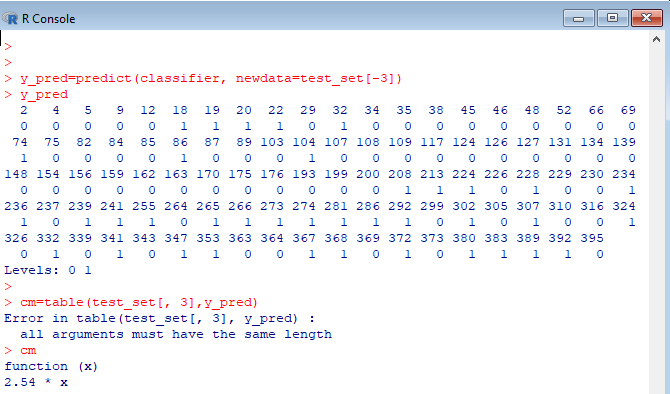 R Console
>
>
> y_pred=predict(classifier, newdata=test_set[-3])
> y_pred
2 4 5 9 12 18 19 20 22 29 32 34 35 38 45 46 48 52 66 69
0 0 0 0 0 1 1 1 1 0 1 0 0 0 0 0 0 0 0 0
74 75 82 84 85 86 87 89 103 104 107 108 109 117 124 126 127 131 134 139
1 0 0 0 0 1 0 0 0 1 0 0 0 0 0 0 0 0 0 0
148 154 156 159 162 163 170 175 176 193 199 200 208 213 224 226 228 229 230 234
0 0 0 0 0 0 0 0 0 0 0 0 1 1 1 0 1 0 0 1
236 237 239 241 255 264 265 266 273 274 281 286 292 299 302 305 307 310 316 324
1 0 1 1 1 0 1 1 1 1 1 1 1 0 1 0 1 0 0 1
326 332 339 341 343 347 353 363 364 367 368 369 372 373 380 383 389 392 395
0 1 0 1 0 1 1 0 0 1 1 0 1 0 1 1 1 1 0
Levels: 0 1
>
> cm=table(test_set[, 3],y_pred)
Error in table(test_set[, 3], y_pred) :
all arguments must have the same length
> cm
function (x)
2.54 * x